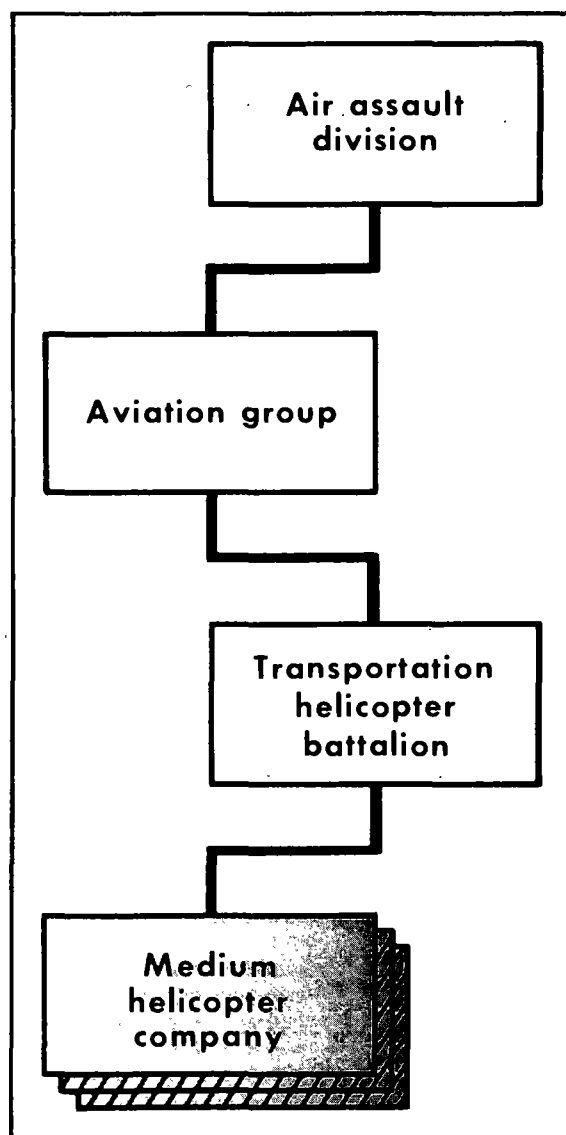 Air assault
division
Aviation group
Transportation
helicopter
battalion
Medium
helicopter
company